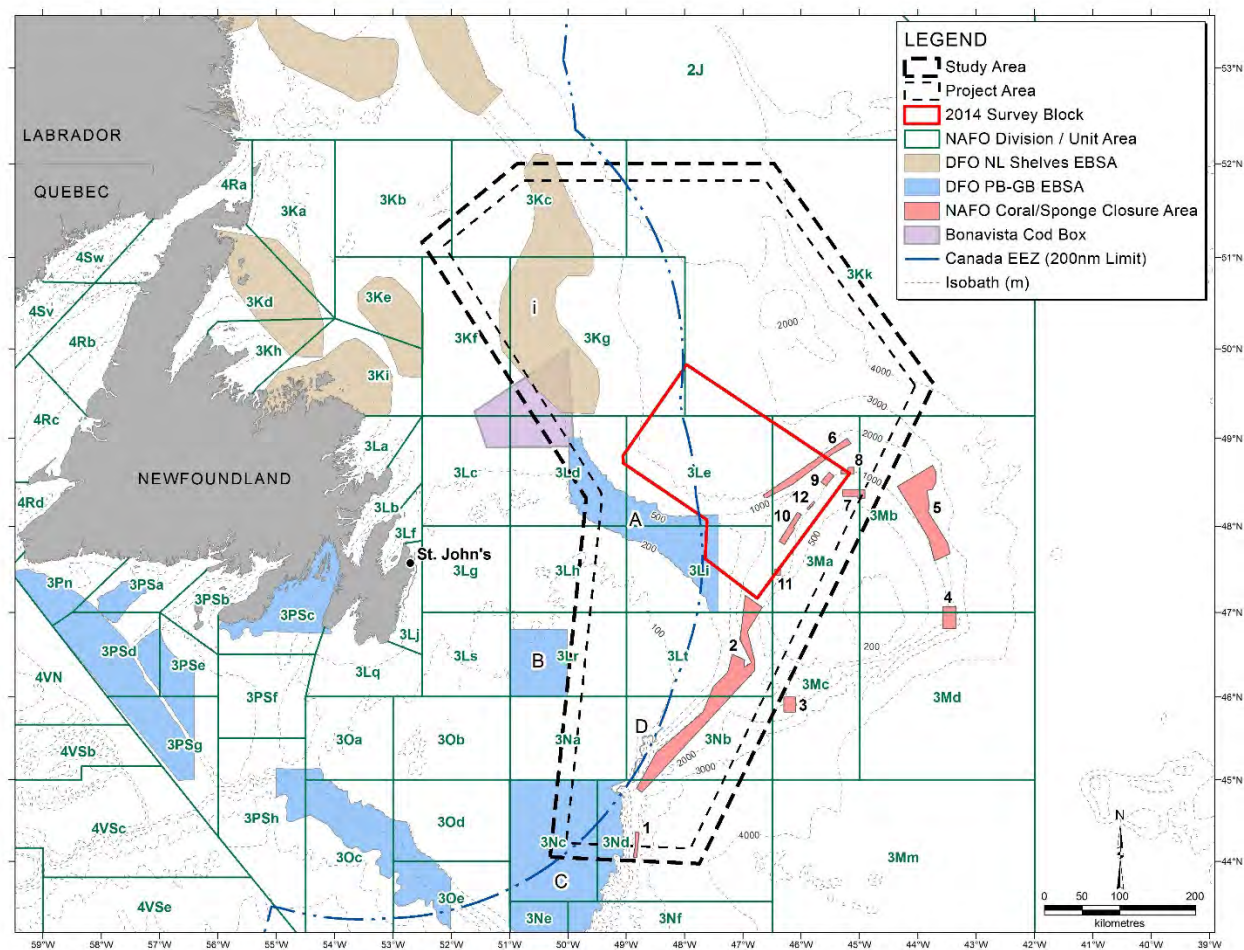 LEGEND
Study Area
Project Area
2014 Survey Block
NAFO Division / Unit Area
DFO NL Shelves EBSA
DFO PB-GB EBSA
NAFO Coral/Sponge Closure Area
Bonavista Cod Box
Canada EEZ (200nm Limit)
Isobath (m)
2J
53°N
LABRADOR
52°N
QUEBEC
4Ra
3Ka
3Kb
3Kc
4Sw
3Kk
51°N
4Sv
3Kd
3Ke
i
2000
4Rb
3Kh
3Kf
3Kg
50°N
4000
3Ki
3000
4Rc
3La
6
2000
49°N
NEWFOUNDLAND
3Lc
3Ld
3Le
8
1000
9
4Rd
1000
12
7
3Mb
5
3Lb
A
500
10
48°N
3Lf
500
St. John's
200
3Lg
3Lh
3Li
3Ma
11
3Pn
3PSa
3PSb
3PSc
4
47°N
3Lj
100
200
3PSd
3PSe
3Ls
B
3Lr
3Lt
2
3Lq
3Mc
3Md
4VN
3PSf
3
46°N
4VSb
3PSg
3Oa
3Ob
3Na
D
3Nb
2000
3000
45°N
4VSc
3PSh
3Od
1
4000
N
3Oc
3Nc
3Nd
3Mm
44°N
C
4VSe
3Oe
3Ne
3Nf
0 50 100 200
kilometres
59°W 58°W 57°W 56°W 55°W 54°W 53°W 52°W 51°W 50°W 49°W 48°W 47°W 46°W 45°W 44°W 43°W 42°W 41°W 40°W 39°W